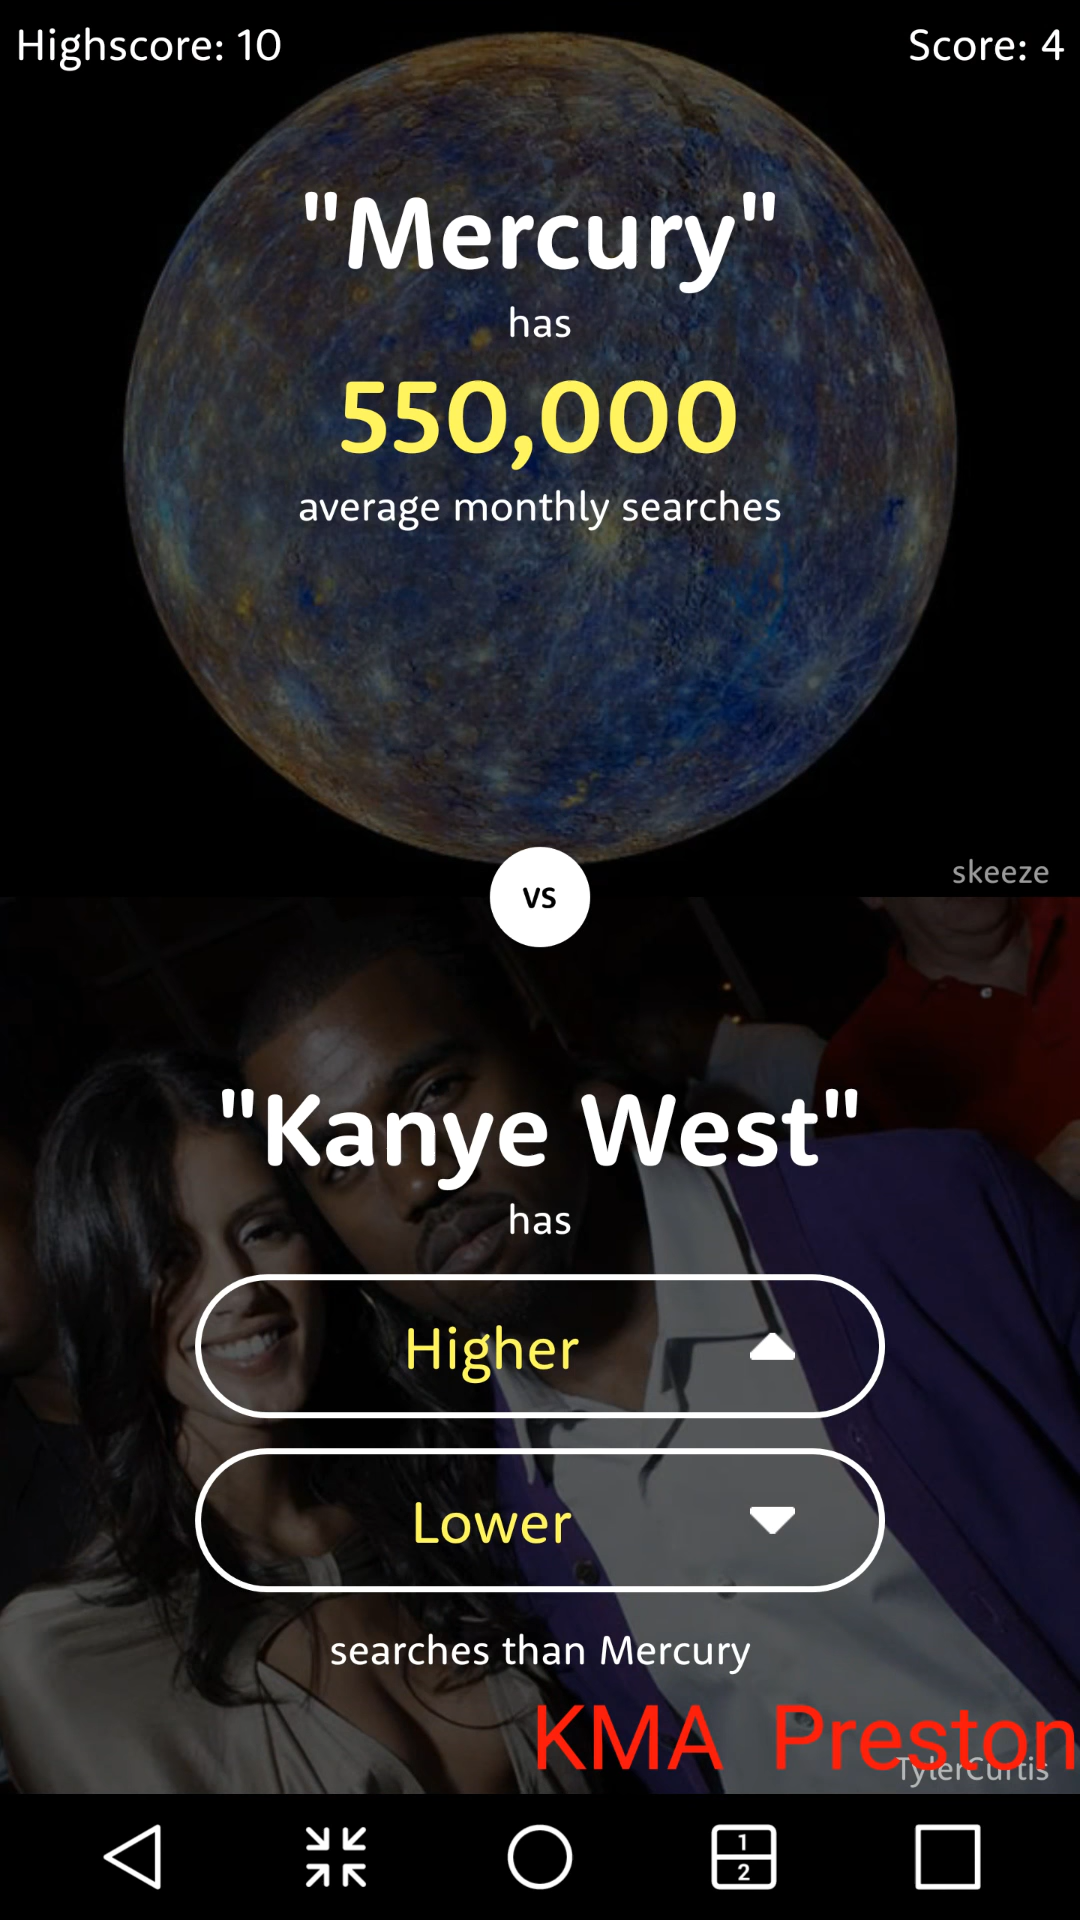 Highscore: 10
Score: 4
"Mercury"
has
550,000
average monthly searches
skeeze
VS
"Kanye West"
has
Higher
Lower
searches than Mercury
KMA Preston
TylerCurtis
1
2